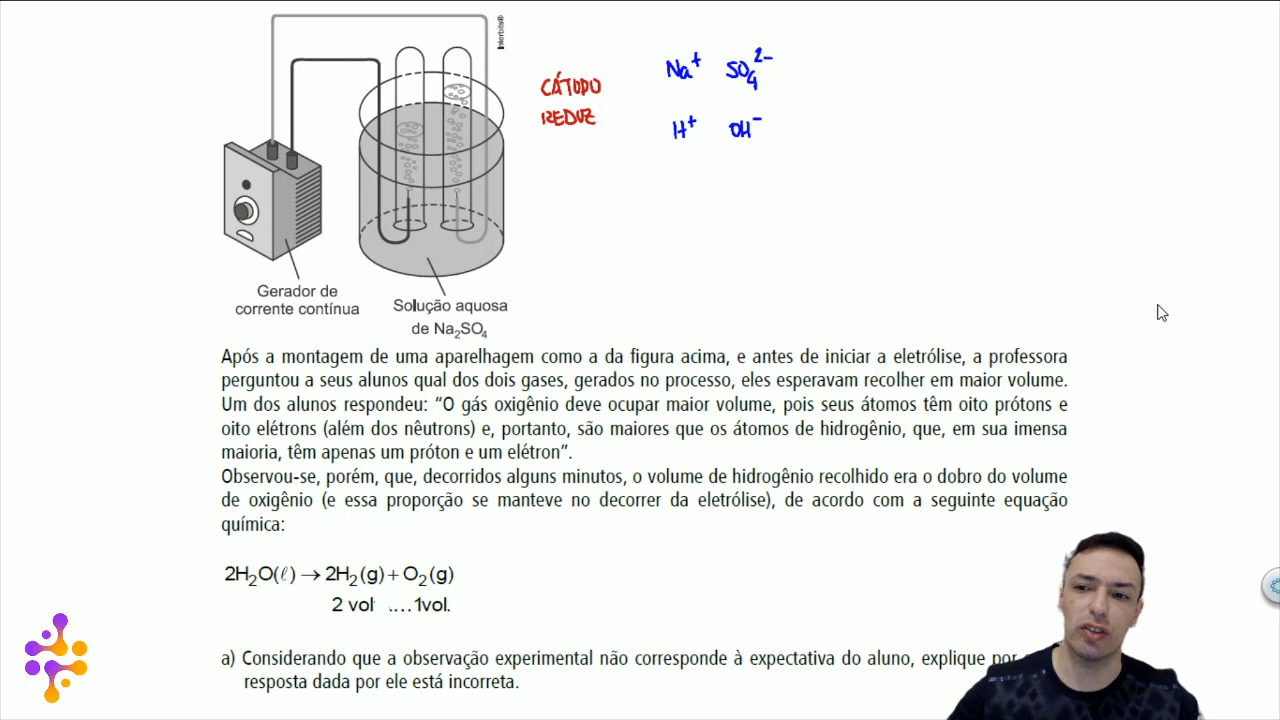 Interbits®
CÁTODO
REDUZ
Na⁺ SO₄²⁻
H⁺ OH⁻
Gerador de
corrente contínua
Solução aquosa
de Na₂SO₄
Após a montagem de uma aparelhagem como a da figura acima, e antes de iniciar a eletrólise, a professora
perguntou a seus alunos qual dos dois gases, gerados no processo, eles esperavam recolher em maior volume.
Um dos alunos respondeu: “O gás oxigênio deve ocupar maior volume, pois seus átomos têm oito prótons e
oito elétrons (além dos nêutrons) e, portanto, são maiores que os átomos de hidrogênio, que, em sua imensa
maioria, têm apenas um próton e um elétron”.
Observou-se, porém, que, decorridos alguns minutos, o volume de hidrogênio recolhido era o dobro do volume
de oxigênio (e essa proporção se manteve no decorrer da eletrólise), de acordo com a seguinte equação
química:
2H₂O(ℓ) → 2H₂(g) + O₂(g)
2 vol ....1vol.
a) Considerando que a observação experimental não corresponde à expectativa do aluno, explique por
resposta dada por ele está incorreta.